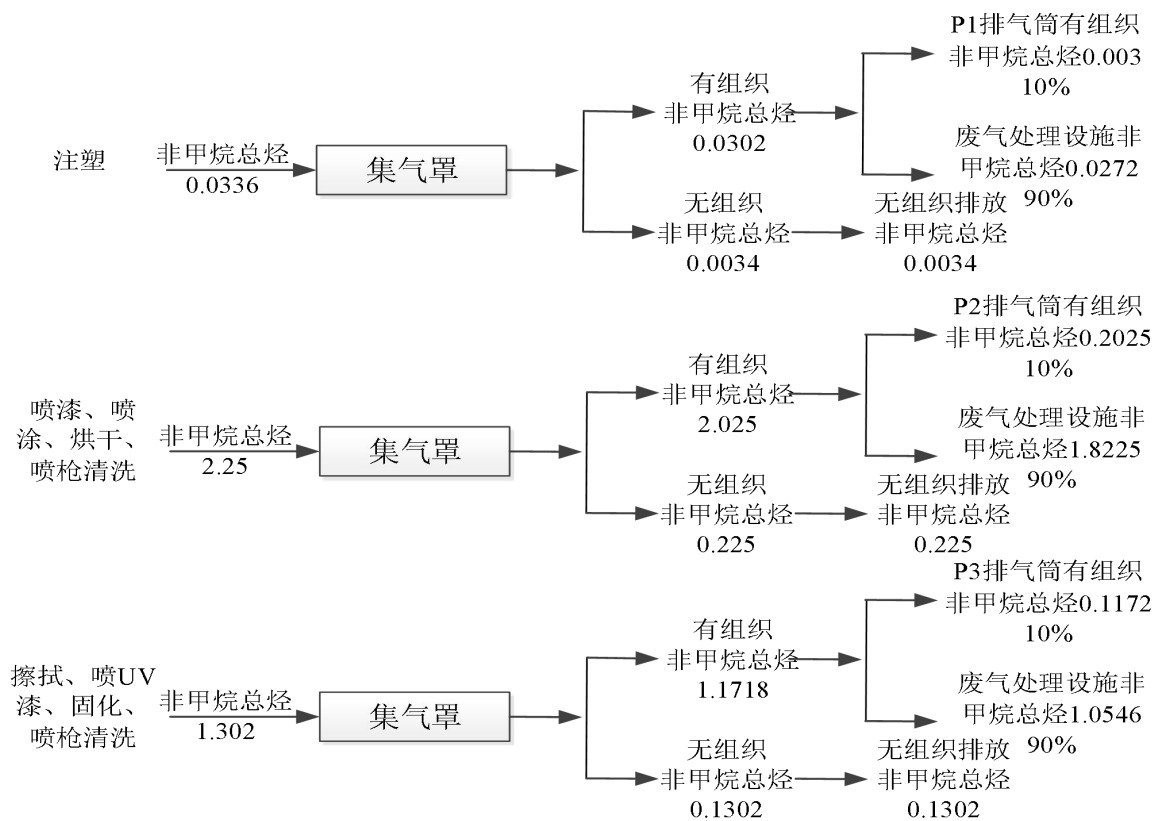 注塑
非甲烷总烃
0.0336
集气罩
有组织
非甲烷总烃
0.0302
P1排气筒有组织
非甲烷总烃0.003
10%
废气处理设施非
甲烷总烃0.0272
90%
无组织
非甲烷总烃
0.0034
无组织排放
非甲烷总烃
0.0034
喷漆、喷
涂、烘干、
喷枪清洗
非甲烷总烃
2.25
集气罩
有组织
非甲烷总烃
2.025
P2排气筒有组织
非甲烷总烃0.2025
10%
废气处理设施非
甲烷总烃1.8225
90%
无组织
非甲烷总烃
0.225
无组织排放
非甲烷总烃
0.225
擦拭、喷UV
漆、固化、
喷枪清洗
非甲烷总烃
1.302
集气罩
有组织
非甲烷总烃
1.1718
P3排气筒有组织
非甲烷总烃0.1172
10%
废气处理设施非
甲烷总烃1.0546
90%
无组织
非甲烷总烃
0.1302
无组织排放
非甲烷总烃
0.1302